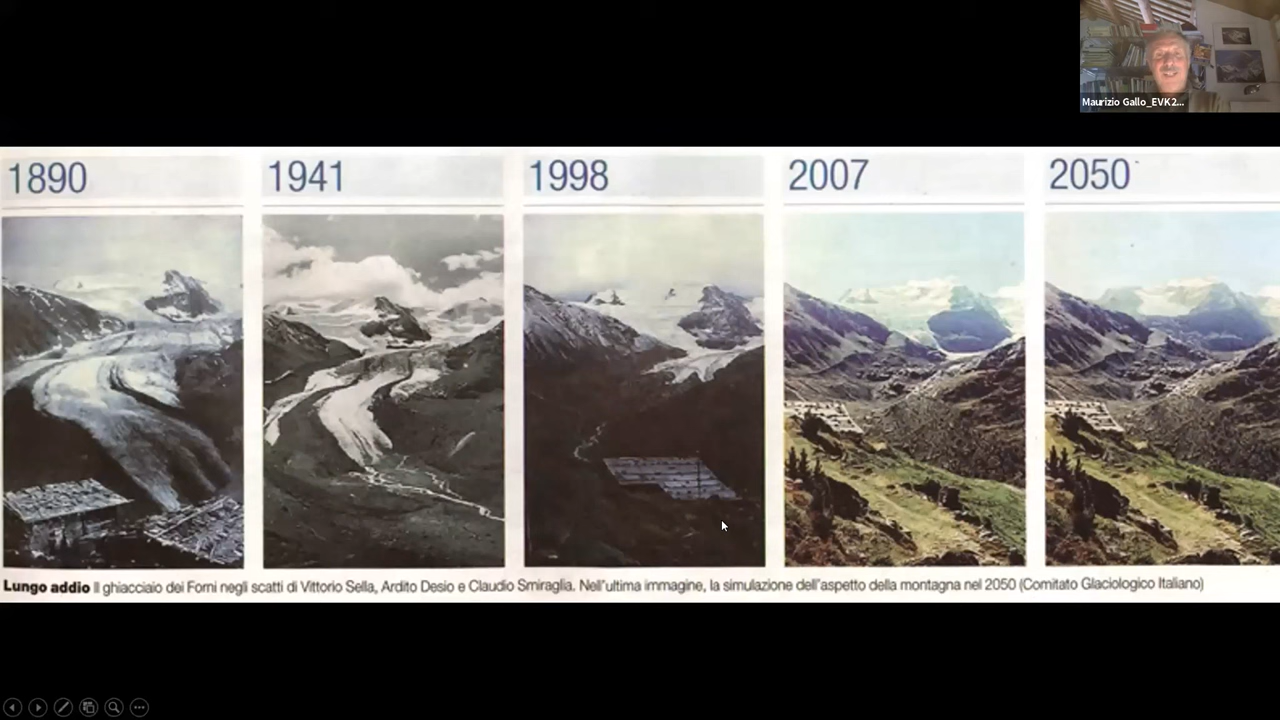 Maurizio Gallo_EVK2...
1890
1941
1998
2007
2050
Lungo addio Il ghiacciaio dei Forni negli scatti di Vittorio Sella, Ardito Desio e Claudio Smiraglia. Nell'ultima immagine, la simulazione dell'aspetto della montagna nel 2050 (Comitato Glaciologico Italiano)